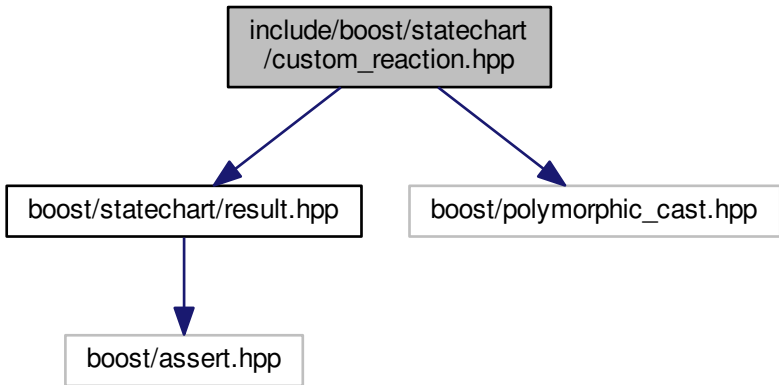 include/boost/statechart
/custom_reaction.hpp
boost/statechart/result.hpp
boost/polymorphic_cast.hpp
boost/assert.hpp